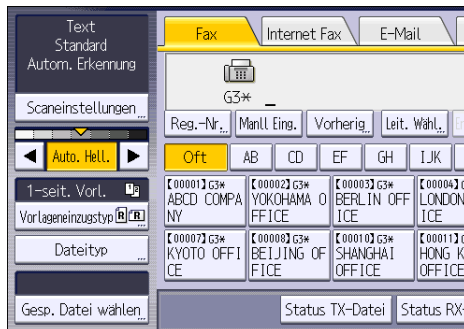 Text
Standard
Autom. Erkennung
Scaneinstellungen
Auto. Hell.
1-seit. Vorl.
Vorlageneinzugstyp
Dateityp
Gesp. Datei wählen
Fax
Internet Fax
E-Mail
G3* _
Reg.-Nr.
Manll Eing.
Vorherig.
Leit. Wähl.
Oft
AB
CD
EF
GH
IJK
[00001] G3*
ABCD COMPA
NY
[00002] G3*
YOKOHAMA O
FFICE
[00003] G3*
BERLIN OFF
ICE
[00004]
LONDON
ICE
[00007] G3*
KYOTO OFFI
CE
[00008] G3*
BEIJING OF
FICE
[00010] G3*
SHANGHAI
OFFICE
[00011]
HONG K
OFFICE
Status TX-Datei
Status RX-